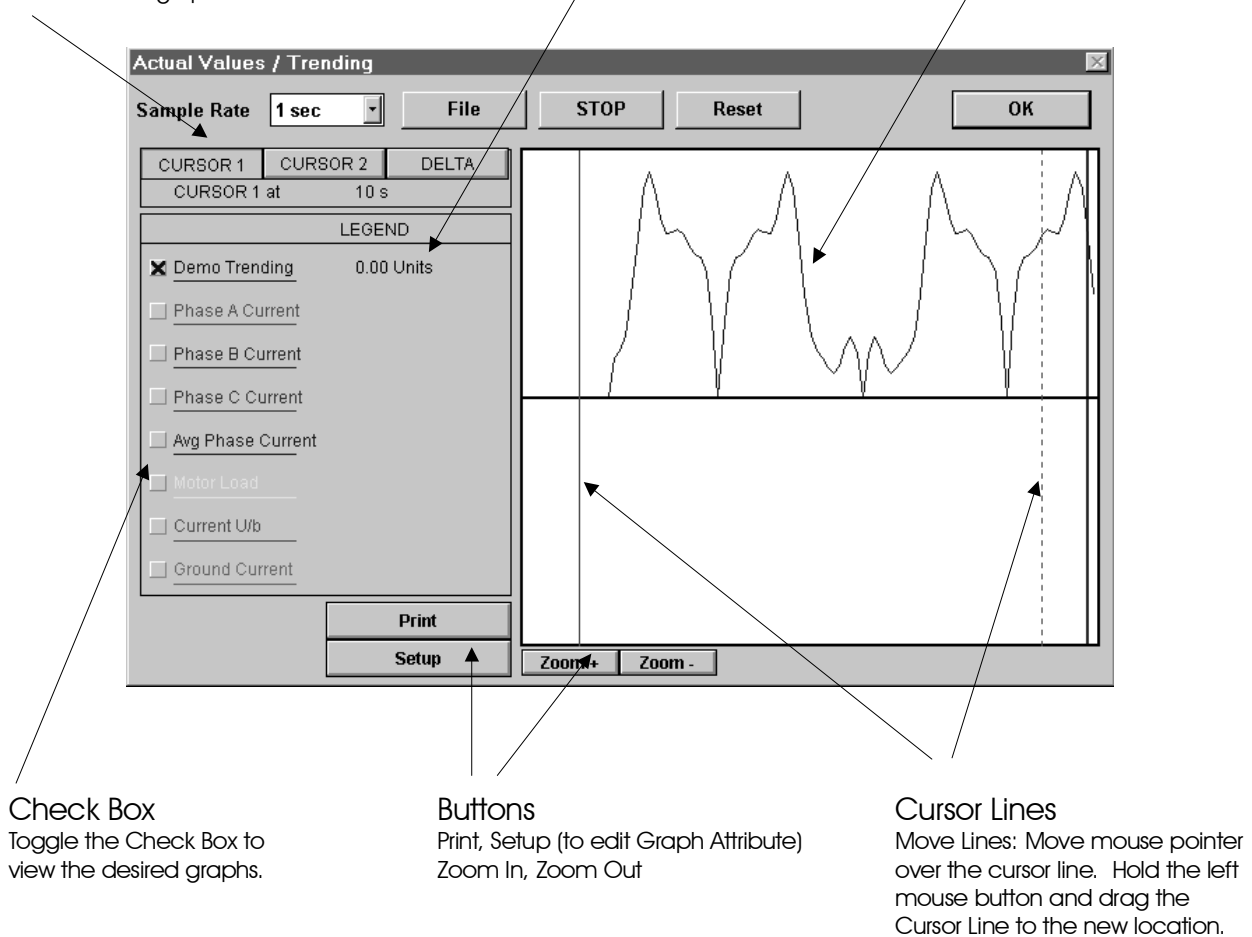 Actual Values / Trending
Sample Rate 1 sec File STOP Reset OK
CURSOR 1 CURSOR 2 DELTA
CURSOR 1 at 10 s
LEGEND
Demo Trending 0.00 Units
Phase A Current
Phase B Current
Phase C Current
Avg Phase Current
Motor Load
Current U/b
Ground Current
Print
Setup
Zoom + Zoom -
Check Box
Toggle the Check Box to
view the desired graphs.
Buttons
Print, Setup (to edit Graph Attribute)
Zoom In, Zoom Out
Cursor Lines
Move Lines: Move mouse pointer
over the cursor line. Hold the left
mouse button and drag the
Cursor Line to the new location.